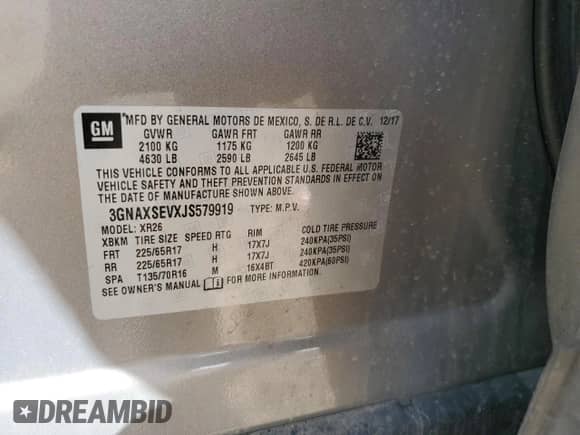 GM
*MFD BY GENERAL MOTORS DE MEXICO, S. DE R.L. DE C.V. 12/17
GVWR GAWR FRT GAWR RR
2100 KG 1175 KG 1200 KG
4630 LB 2590 LB 2645 LB
THIS VEHICLE CONFORMS TO ALL APPLICABLE U.S. FEDERAL MOTOR
VEHICLE SAFETY AND THEFT PREVENTION STANDARDS IN EFFECT ON
THE DATE OF MANUFACTURE SHOWN ABOVE.
3GNAXSEVXJS579919 TYPE: M.P.V.
MODEL: XR26
XBKM TIRE SIZE SPEED RTG RIM COLD TIRE PRESSURE
FRT 225/65R17 H 17X7J 240KPA(35PSI)
RR 225/65R17 H 17X7J 240KPA(35PSI)
SPA T135/70R16 M 16X4BT 420KPA(60PSI)
SEE OWNER'S MANUAL FOR MORE INFORMATION.
DREAMBID